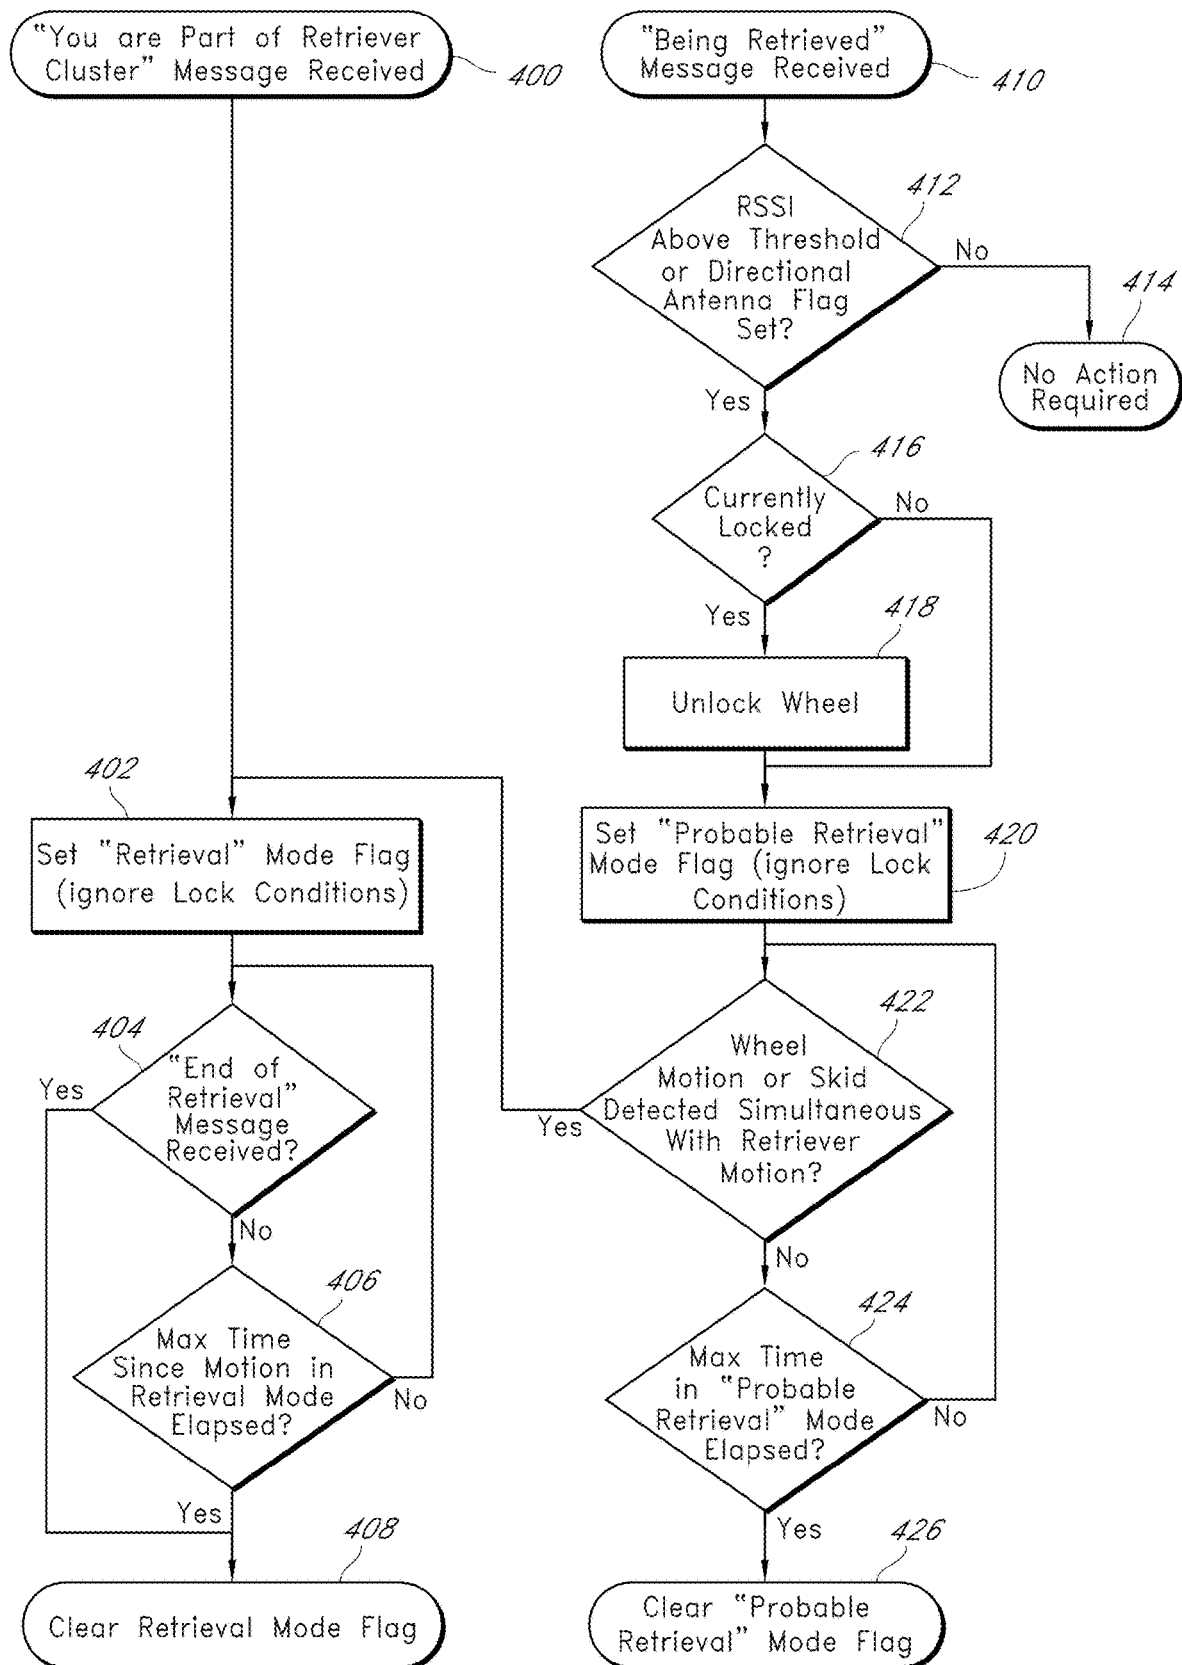 "You are Part of Retriever
Cluster" Message Received
400
"Being Retrieved"
Message Received
410
RSSI
Above Threshold
or Directional
Antenna Flag
Set?
412
No
414
No Action
Required
Yes
416
Currently
Locked
?
No
Yes
418
Unlock Wheel
402
Set "Retrieval" Mode Flag
(ignore Lock Conditions)
Set "Probable Retrieval"
Mode Flag (ignore Lock
Conditions)
420
404
"End of
Retrieval"
Message
Received?
Yes
No
422
Wheel
Motion or Skid
Detected Simultaneous
With Retriever
Motion?
Yes
No
406
Max Time
Since Motion in
Retrieval Mode
Elapsed?
No
Yes
424
Max Time
in "Probable
Retrieval" Mode
Elapsed?
No
Yes
408
Clear Retrieval Mode Flag
426
Clear "Probable
Retrieval" Mode Flag